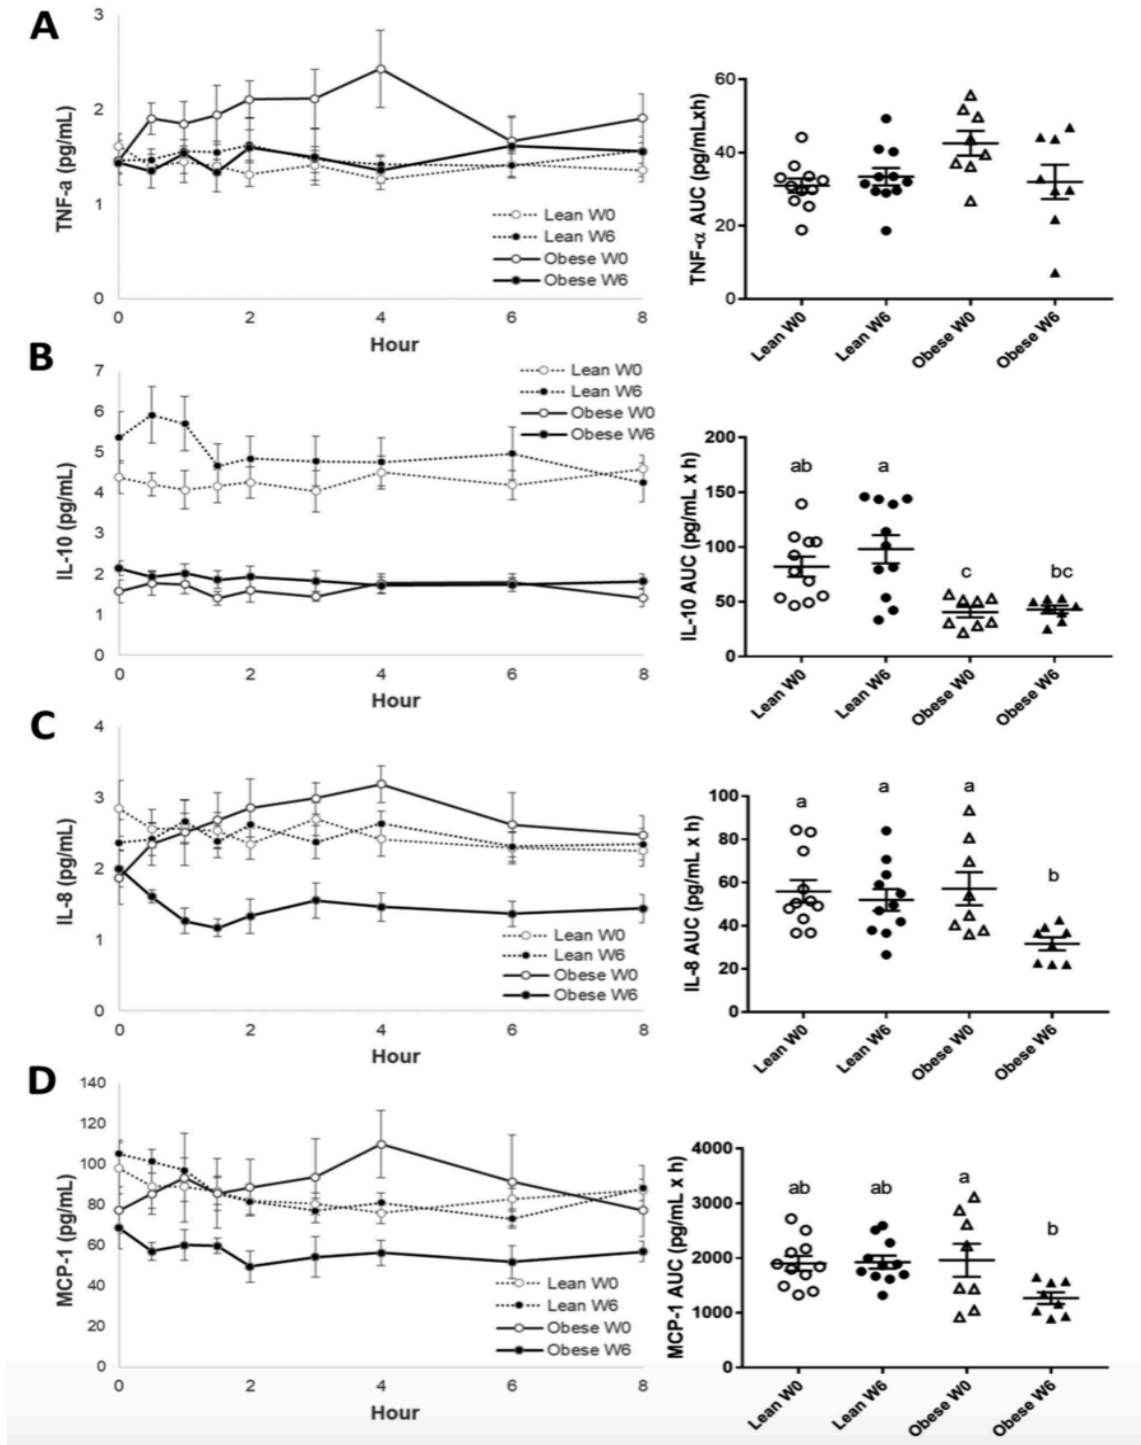 A
TNF-a (pg/mL)
3
2
1
0
Lean W0
Lean W6
Obese W0
Obese W6
0 2 4 6 8
Hour
TNF-α AUC (pg/mLxh)
60
40
20
0
Lean W0 Lean W6 Obese W0 Obese W6
B
IL-10 (pg/mL)
7
6
5
4
3
2
1
0
Lean W0
Lean W6
Obese W0
Obese W6
0 2 4 6 8
Hour
IL-10 AUC (pg/mL x h)
200
150
100
50
0
ab a c bc
Lean W0 Lean W6 Obese W0 Obese W6
C
IL-8 (pg/mL)
4
3
2
1
0
Lean W0
Lean W6
Obese W0
Obese W6
0 2 4 6 8
Hour
IL-8 AUC (pg/mL x h)
100
80
60
40
20
0
a a a b
Lean W0 Lean W6 Obese W0 Obese W6
D
MCP-1 (pg/mL)
140
120
100
80
60
40
20
0
Lean W0
Lean W6
Obese W0
Obese W6
0 2 4 6 8
Hour
MCP-1 AUC (pg/mL x h)
4000
3000
2000
1000
0
ab ab a b
Lean W0 Lean W6 Obese W0 Obese W6